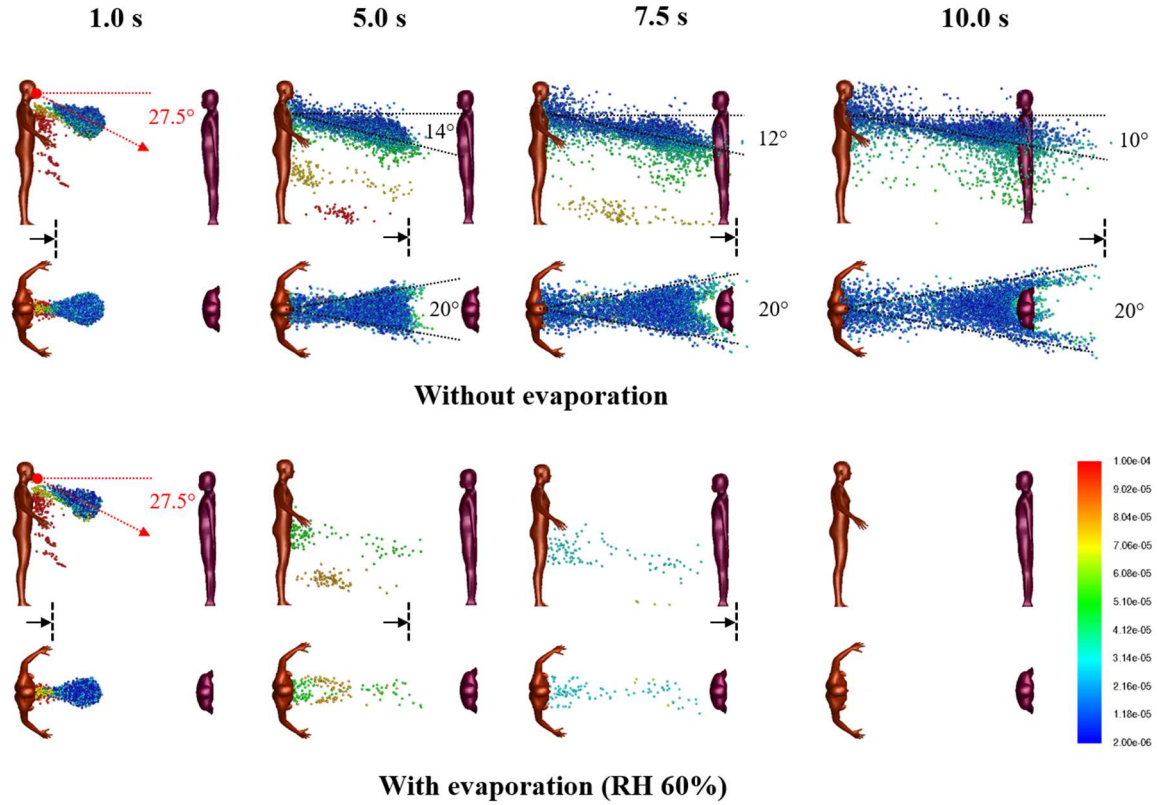 1.0 s 5.0 s 7.5 s 10.0 s
27.5° 14° 12° 10°
20° 20° 20°
Without evaporation
27.5°
1.00e-04
9.02e-05
8.04e-05
7.06e-05
6.08e-05
5.10e-05
4.12e-05
3.14e-05
2.16e-05
1.18e-05
2.00e-06
With evaporation (RH 60%)